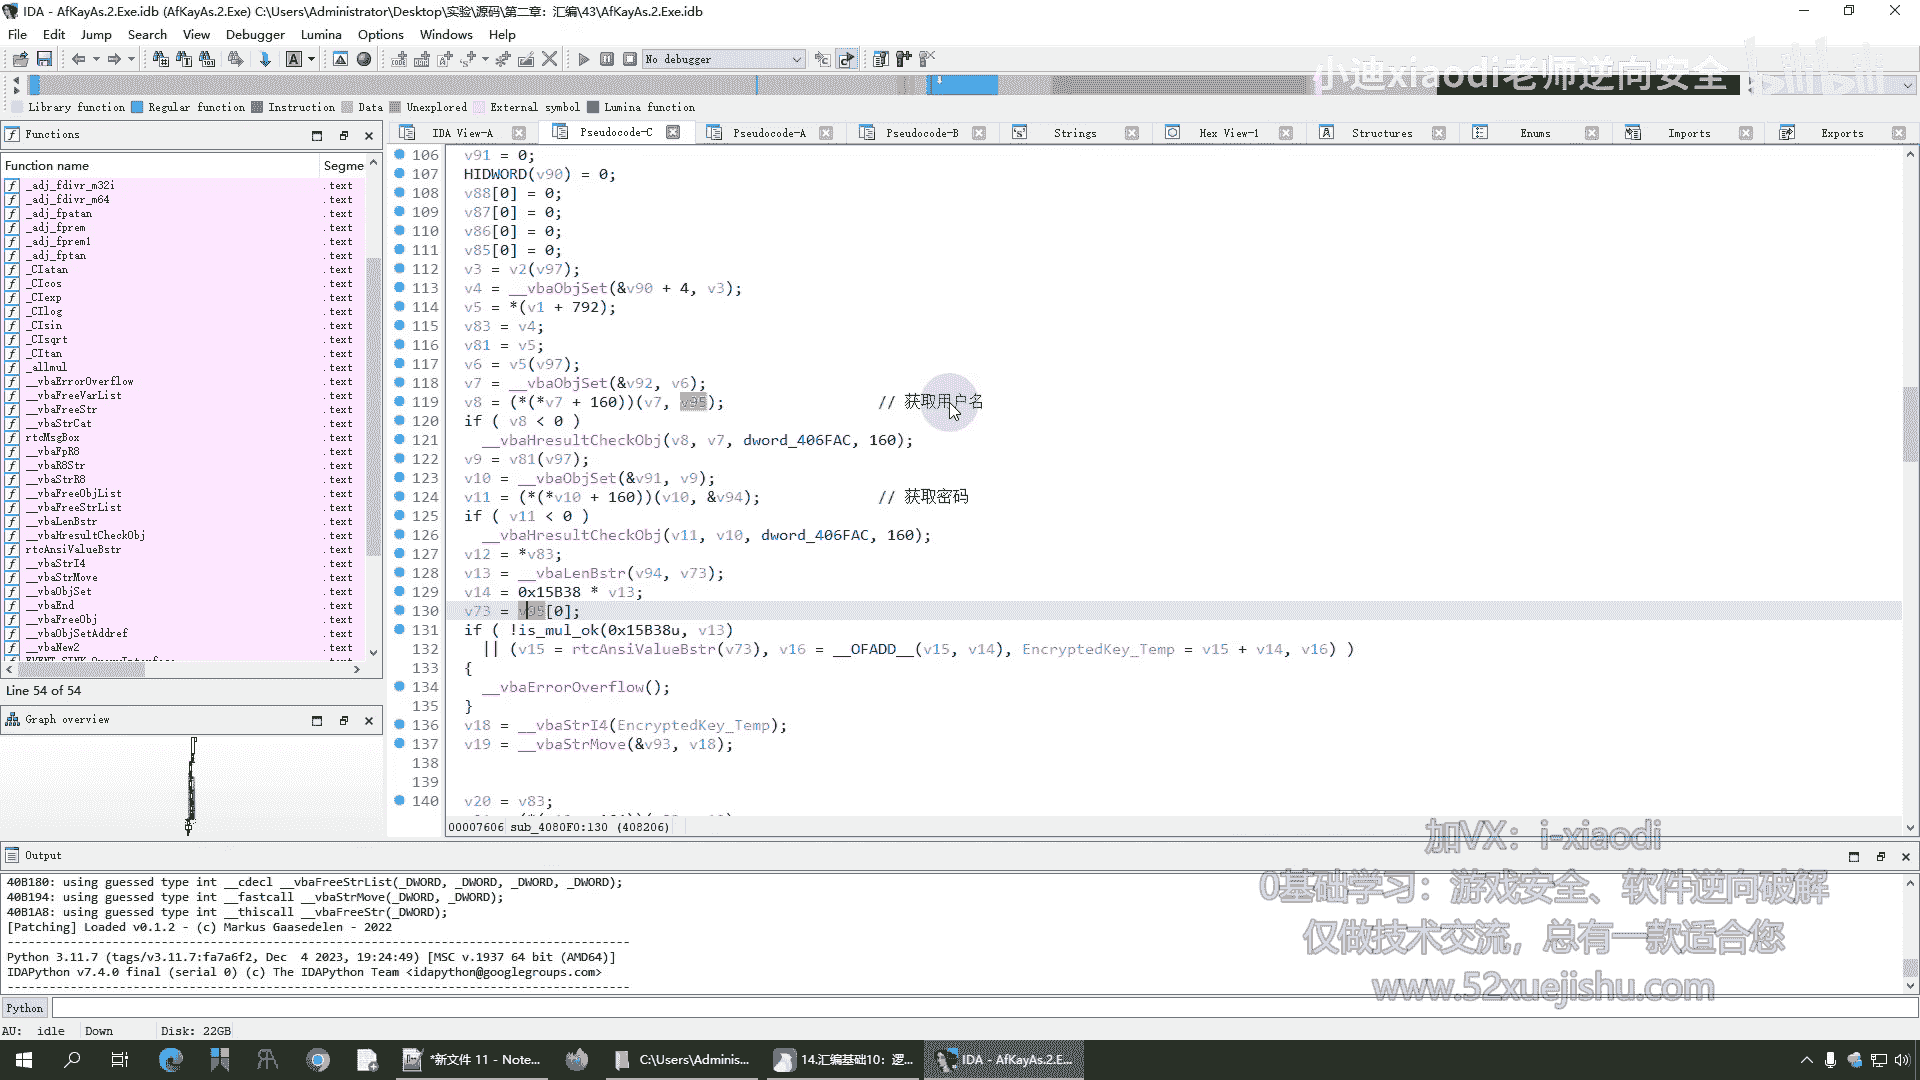 IDA - AfKayAs.2.Exe.idb (AfKayAs.2.Exe) C:\Users\Administrator\Desktop\实验\源码\第二章：汇编\43\AfKayAs.2.Exe.idb
File Edit Jump Search View Debugger Lumina Options Windows Help
No debugger
小迪xiaodi老师逆向安全 bilibili
Library function Regular function Instruction Data Unexplored External symbol Lumina function
Functions
IDA View-A Pseudocode-C Pseudocode-A Pseudocode-B Strings Hex View-1 Structures Enums Imports Exports
Function name Segme
_adj_fdivr_m32i .text
_adj_fdivr_m64 .text
_adj_fpatan .text
_adj_fprem .text
_adj_fprem1 .text
_adj_fptan .text
_CIatan .text
_CIcos .text
_CIexp .text
_CIlog .text
_CIsin .text
_CIsqrt .text
_CItan .text
_allmul .text
__vbaErrorOverflow .text
__vbaFreeVarList .text
__vbaFreeStr .text
__vbaStrCat .text
rtcMsgBox .text
__vbaFpR8 .text
__vbaR8Str .text
__vbaStrR8 .text
__vbaFreeObjList .text
__vbaFreeStrList .text
__vbaLenBstr .text
__vbaHresultCheckObj .text
rtcAnsiValueBstr .text
__vbaStrI4 .text
__vbaStrMove .text
__vbaObjSet .text
__vbaEnd .text
__vbaFreeObj .text
__vbaObjSetAddref .text
__vbaNew2 .text
Line 54 of 54
Graph overview
106 v91 = 0;
107 HIDWORD(v90) = 0;
108 v88[0] = 0;
109 v87[0] = 0;
110 v86[0] = 0;
111 v85[0] = 0;
112 v3 = v2(v97);
113 v4 = __vbaObjSet(&v90 + 4, v3);
114 v5 = *(v1 + 792);
115 v83 = v4;
116 v81 = v5;
117 v6 = v5(v97);
118 v7 = __vbaObjSet(&v92, v6);
119 v8 = (*(*v7 + 160))(v7, v95); // 获取用户名
120 if ( v8 < 0 )
121 __vbaHresultCheckObj(v8, v7, dword_406FAC, 160);
122 v9 = v81(v97);
123 v10 = __vbaObjSet(&v91, v9);
124 v11 = (*(*v10 + 160))(v10, &v94); // 获取密码
125 if ( v11 < 0 )
126 __vbaHresultCheckObj(v11, v10, dword_406FAC, 160);
127 v12 = *v83;
128 v13 = __vbaLenBstr(v94, v73);
129 v14 = 0x15B38 * v13;
130 v73 = v95[0];
131 if ( !is_mul_ok(0x15B38u, v13)
132 || (v15 = rtcAnsiValueBstr(v73), v16 = __OFADD__(v15, v14), EncryptedKey_Temp = v15 + v14, v16) )
133 {
134 __vbaErrorOverflow();
135 }
136 v18 = __vbaStrI4(EncryptedKey_Temp);
137 v19 = __vbaStrMove(&v93, v18);
138
139
140 v20 = v83;
00007606 sub_4080F0:130 (408206)
加VX：i-xiaodi
0基础学习：游戏安全、软件逆向破解
仅做技术交流，总有一款适合您
www.52xuejishu.com
Output
40B180: using guessed type int __cdecl __vbaFreeStrList(_DWORD, _DWORD, _DWORD, _DWORD);
40B194: using guessed type int __fastcall __vbaStrMove(_DWORD, _DWORD);
40B1A8: using guessed type int __thiscall __vbaFreeStr(_DWORD);
[Patching] Loaded v0.1.2 - (c) Markus Gaasedelen - 2022
Python 3.11.7 (tags/v3.11.7:fa7a6f2, Dec  4 2023, 19:24:49) [MSC v.1937 64 bit (AMD64)]
IDAPython v7.4.0 final (serial 0) (c) The IDAPython Team <idapython@googlegroups.com>
Python
AU: idle Down Disk: 22GB
*新文件 11 - Note... C:\Users\Adminis... 14.汇编基础10：逻... IDA - AfKayAs.2.E...